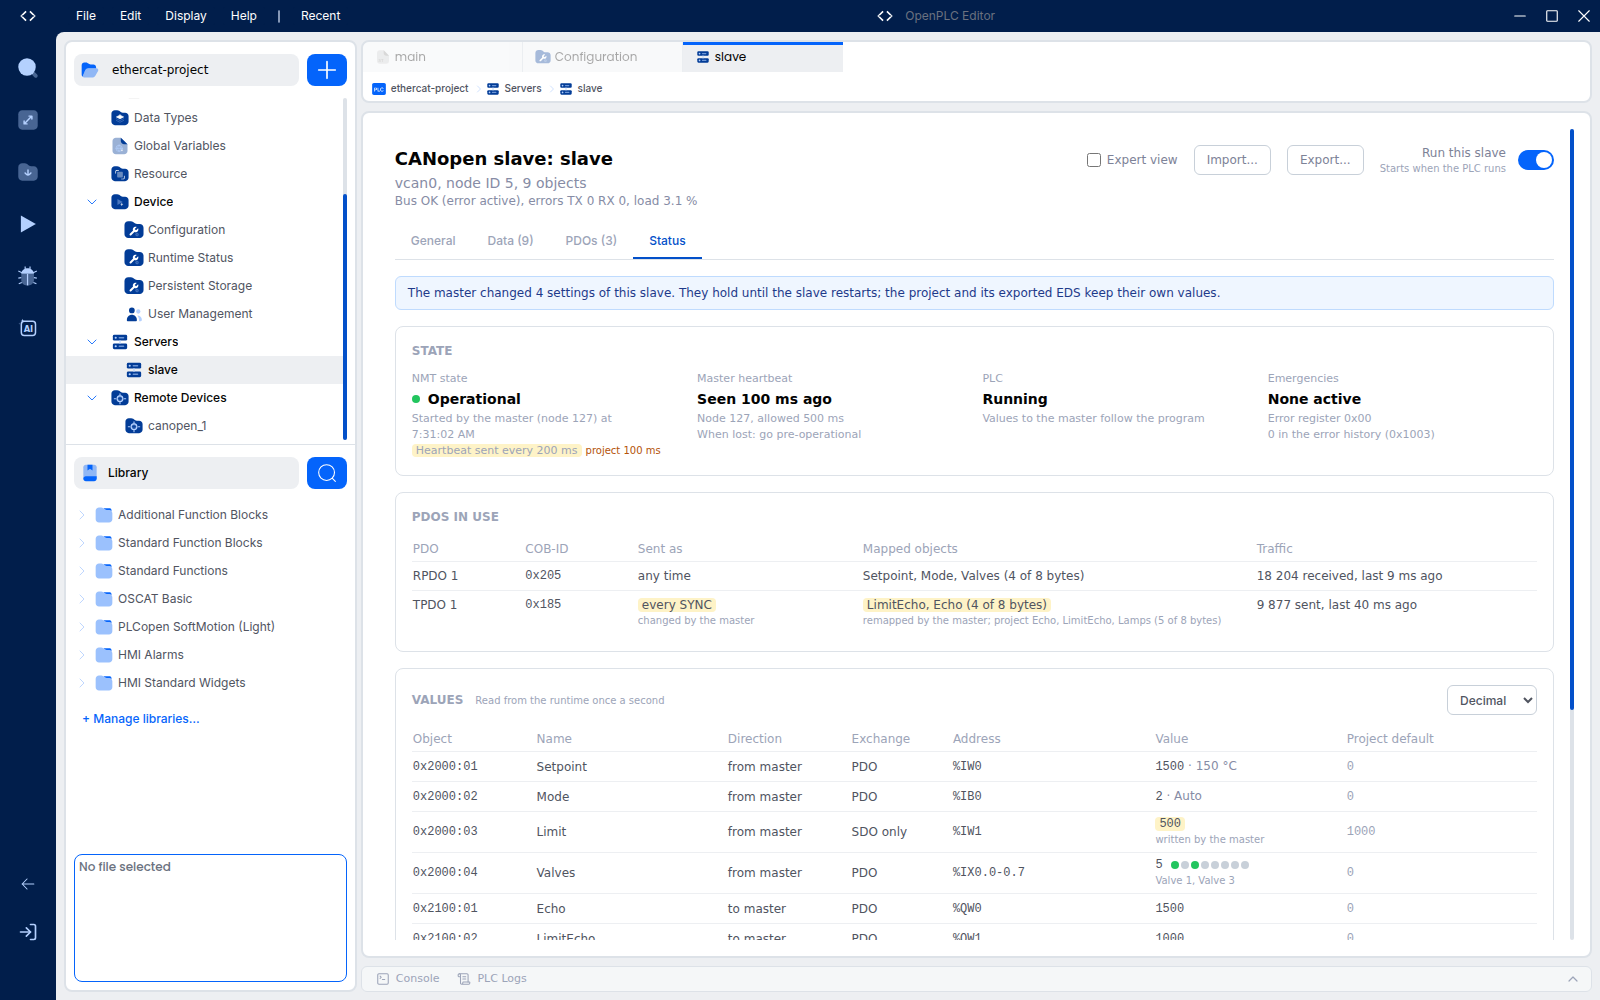 File Edit Display Help | Recent
OpenPLC Editor
ethercat-project
Data Types
Global Variables
Resource
Device
Configuration
Runtime Status
Persistent Storage
User Management
Servers
slave
Remote Devices
canopen_1
Library
Additional Function Blocks
Standard Function Blocks
Standard Functions
OSCAT Basic
PLCopen SoftMotion (Light)
HMI Alarms
HMI Standard Widgets
+ Manage libraries...
No file selected
AI
main
Configuration
slave
PLC ethercat-project Servers slave
CANopen slave: slave
vcan0, node ID 5, 9 objects
Bus OK (error active), errors TX 0 RX 0, load 3.1 %
Expert view
Import...
Export...
Run this slave
Starts when the PLC runs
General Data (9) PDOs (3) Status
The master changed 4 settings of this slave. They hold until the slave restarts; the project and its exported EDS keep their own values.
STATE
NMT state
Operational
Started by the master (node 127) at
7:31:02 AM
Heartbeat sent every 200 ms project 100 ms
Master heartbeat
Seen 100 ms ago
Node 127, allowed 500 ms
When lost: go pre-operational
PLC
Running
Values to the master follow the program
Emergencies
None active
Error register 0x00
0 in the error history (0x1003)
PDOS IN USE
PDO COB-ID Sent as Mapped objects Traffic
RPDO 1 0x205 any time Setpoint, Mode, Valves (4 of 8 bytes) 18 204 received, last 9 ms ago
TPDO 1 0x185 every SYNC LimitEcho, Echo (4 of 8 bytes) 9 877 sent, last 40 ms ago
changed by the master remapped by the master; project Echo, LimitEcho, Lamps (5 of 8 bytes)
VALUES Read from the runtime once a second
Decimal
Object Name Direction Exchange Address Value Project default
0x2000:01 Setpoint from master PDO %IW0 1500 · 150 °C 0
0x2000:02 Mode from master PDO %IB0 2 · Auto 0
0x2000:03 Limit from master SDO only %IW1 500 1000
written by the master
0x2000:04 Valves from master PDO %IX0.0-0.7 5 0
Valve 1, Valve 3
0x2100:01 Echo to master PDO %QW0 1500 0
0x2100:02 LimitEcho to master PDO %QW1 1000 0
Console PLC Logs